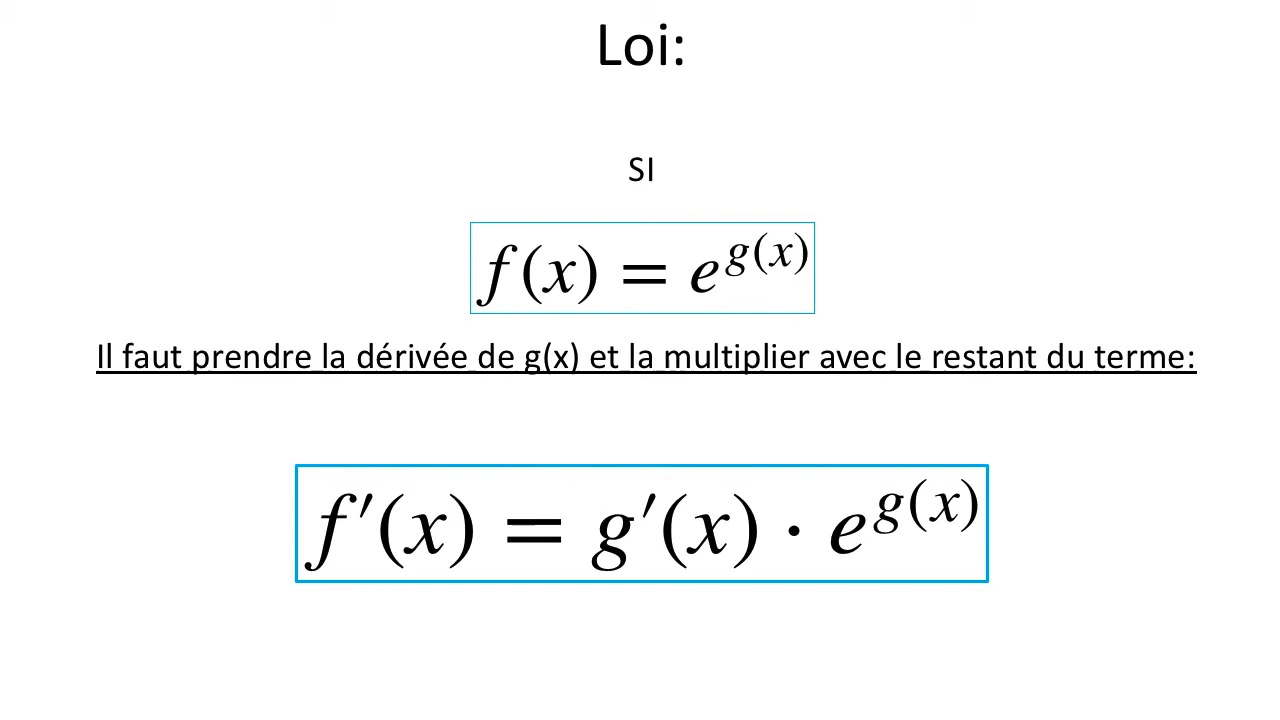 Loi:
SI
f(x) = e^{g(x)}
Il faut prendre la dérivée de g(x) et la multiplier avec le restant du terme:
f′(x) = g′(x) · e^{g(x)}